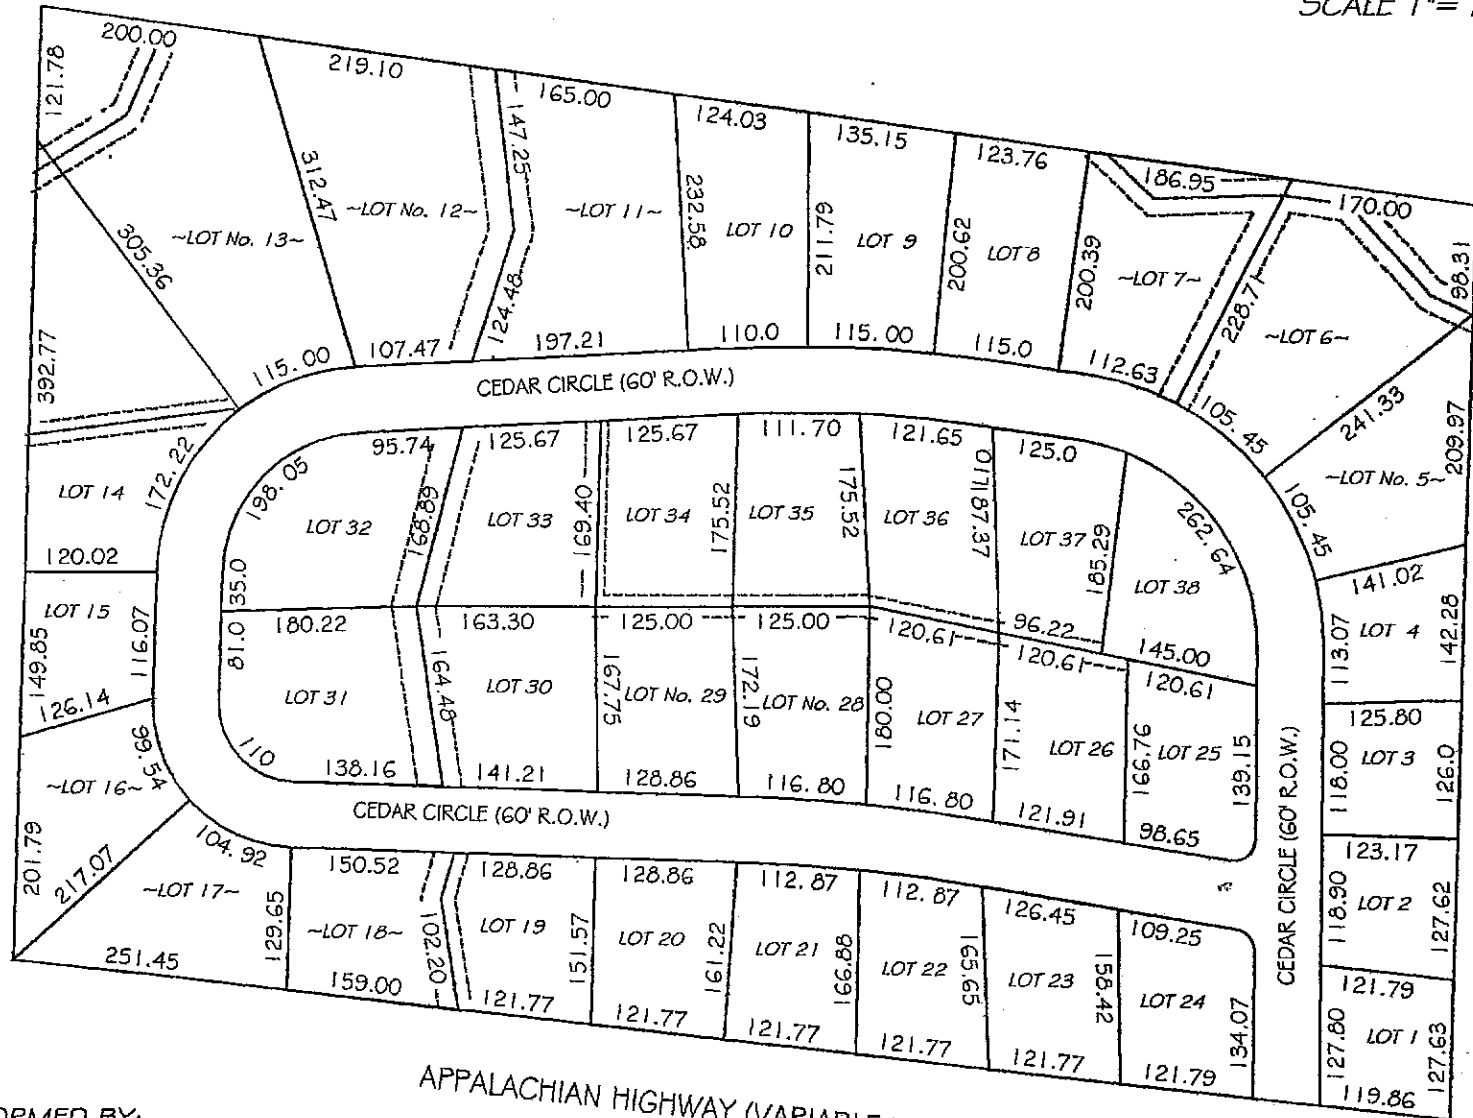 SCALE 1"=
200.00
219.10
165.00
124.03
135.15
123.76
186.95
170.00
121.78
312.47
147.25
232.58
211.79
200.62
200.39
228.71
98.31
~LOT No. 13~
~LOT No. 12~
~LOT 11~
LOT 10
LOT 9
LOT 8
~LOT 7~
~LOT 6~
305.36
392.77
124.48
115.00
107.47
197.21
110.0
115.00
115.0
112.63
105.45
241.33
209.97
CEDAR CIRCLE (60' R.O.W.)
~LOT No. 5~
105.45
172.22
LOT 14
120.02
198.05
95.74
125.67
125.67
111.70
121.65
125.0
262.64
LOT 32
168.89
LOT 33
169.40
LOT 34
175.52
LOT 35
175.52
LOT 36
187.37
LOT 37
185.29
LOT 38
35.0
141.02
LOT 15
149.85
116.07
126.14
81.0
180.22
163.30
125.00
125.00
120.61
96.22
120.61
145.00
120.61
113.07
LOT 4
142.28
LOT 31
164.48
LOT 30
167.75
LOT No. 29
172.19
LOT No. 28
180.00
LOT 27
171.14
LOT 26
166.76
LOT 25
139.15
CEDAR CIRCLE (60' R.O.W.)
125.80
118.00
LOT 3
126.0
99.54
110
138.16
141.21
128.86
116.80
116.80
121.91
98.65
~LOT 16~
201.79
217.07
CEDAR CIRCLE (60' R.O.W.)
104.92
150.52
128.86
128.86
112.87
112.87
126.45
109.25
123.17
118.90
LOT 2
127.62
~LOT 17~
129.65
~LOT 18~
102.20
LOT 19
151.57
LOT 20
161.22
LOT 21
166.88
LOT 22
165.65
LOT 23
158.42
LOT 24
134.07
251.45
159.00
121.77
121.77
121.77
121.77
121.77
121.79
121.79
127.80
LOT 1
127.63
119.86
APPALACHIAN HIGHWAY (VARIABLE